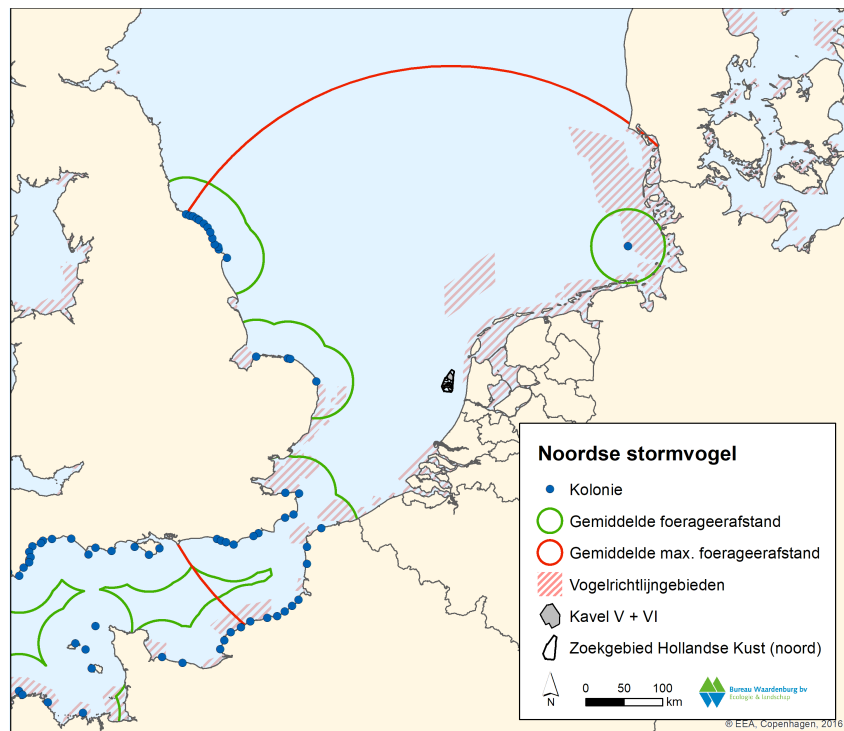 Noordse stormvogel
Kolonie
Gemiddelde foerageerafstand
Gemiddelde max. foerageerafstand
Vogelrichtlijngebieden
Kavel V + VI
Zoekgebied Hollandse Kust (noord)
N
0 50 100
km
Bureau Waardenburg bv
Ecologie & landschap
® EEA, Copenhagen, 2016